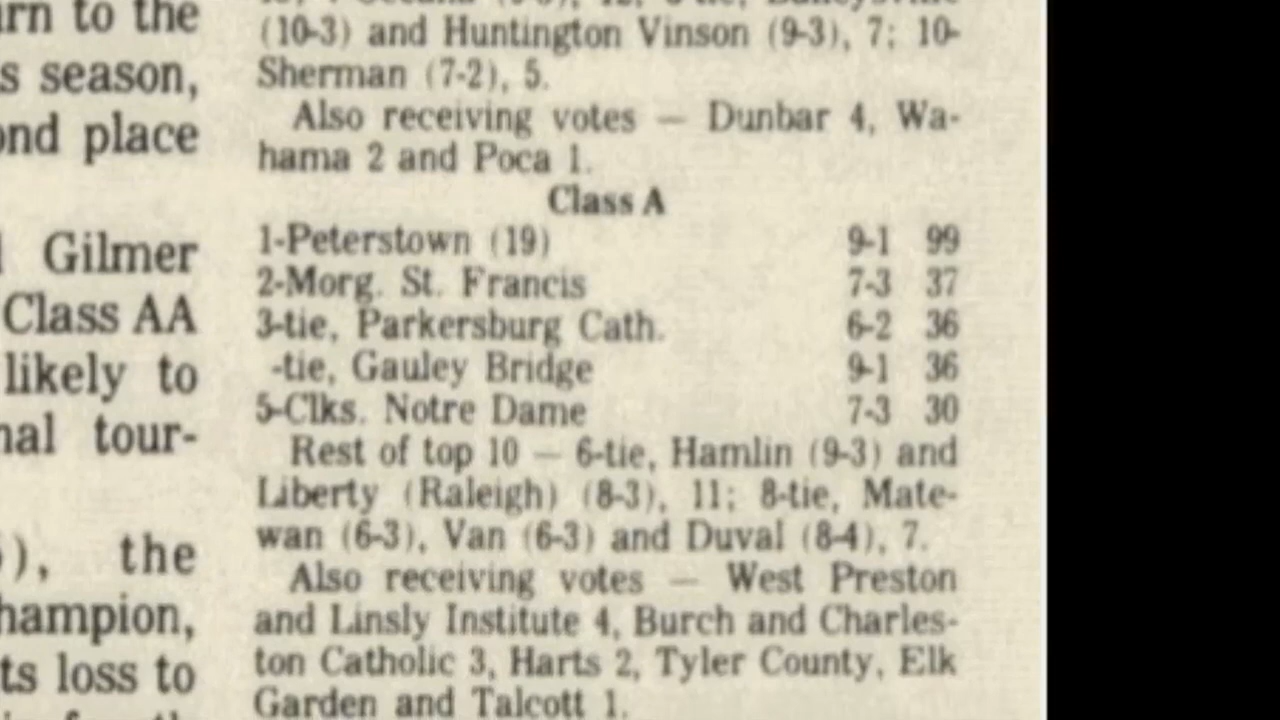 rn to the
s season,
ond place
Gilmer
Class AA
likely to
nal tour-
), the
hampion,
ts loss to
(10-3) and Huntington Vinson (9-3), 7; 10-
Sherman (7-2), 5.
Also receiving votes — Dunbar 4, Wa-
hama 2 and Poca 1.
Class A
1-Peterstown (19) 9-1 99
2-Morg. St. Francis 7-3 37
3-tie, Parkersburg Cath. 6-2 36
-tie, Gauley Bridge 9-1 36
5-Clks. Notre Dame 7-3 30
Rest of top 10 — 6-tie, Hamlin (9-3) and
Liberty (Raleigh) (8-3), 11; 8-tie, Mate-
wan (6-3), Van (6-3) and Duval (8-4), 7.
Also receiving votes — West Preston
and Linsly Institute 4, Burch and Charles-
ton Catholic 3, Harts 2, Tyler County, Elk
Garden and Talcott 1.